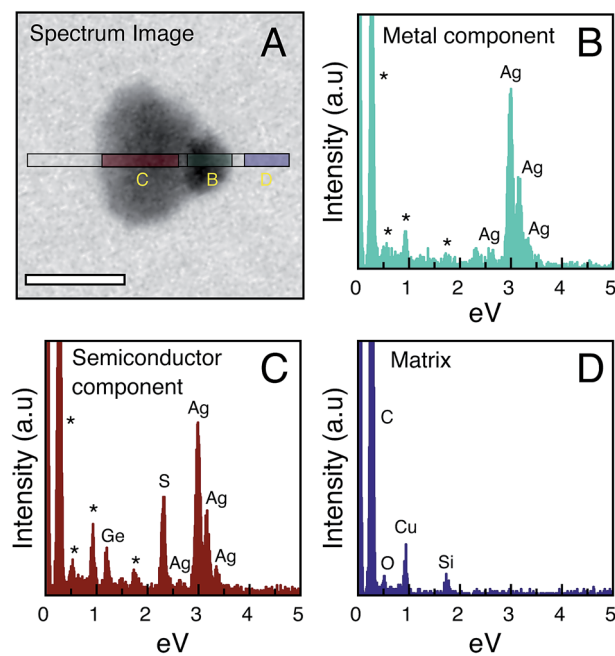 Spectrum Image
A
C
B
D
Metal component
B
Intensity (a.u)
*
Ag
Ag
Ag
Ag
*
*
*
0 1 2 3 4 5
eV
Semiconductor
component
C
Intensity (a.u)
*
Ag
S
Ag
*
Ge
*
*
Ag
Ag
0 1 2 3 4 5
eV
Matrix
D
Intensity (a.u)
C
Cu
O
Si
0 1 2 3 4 5
eV